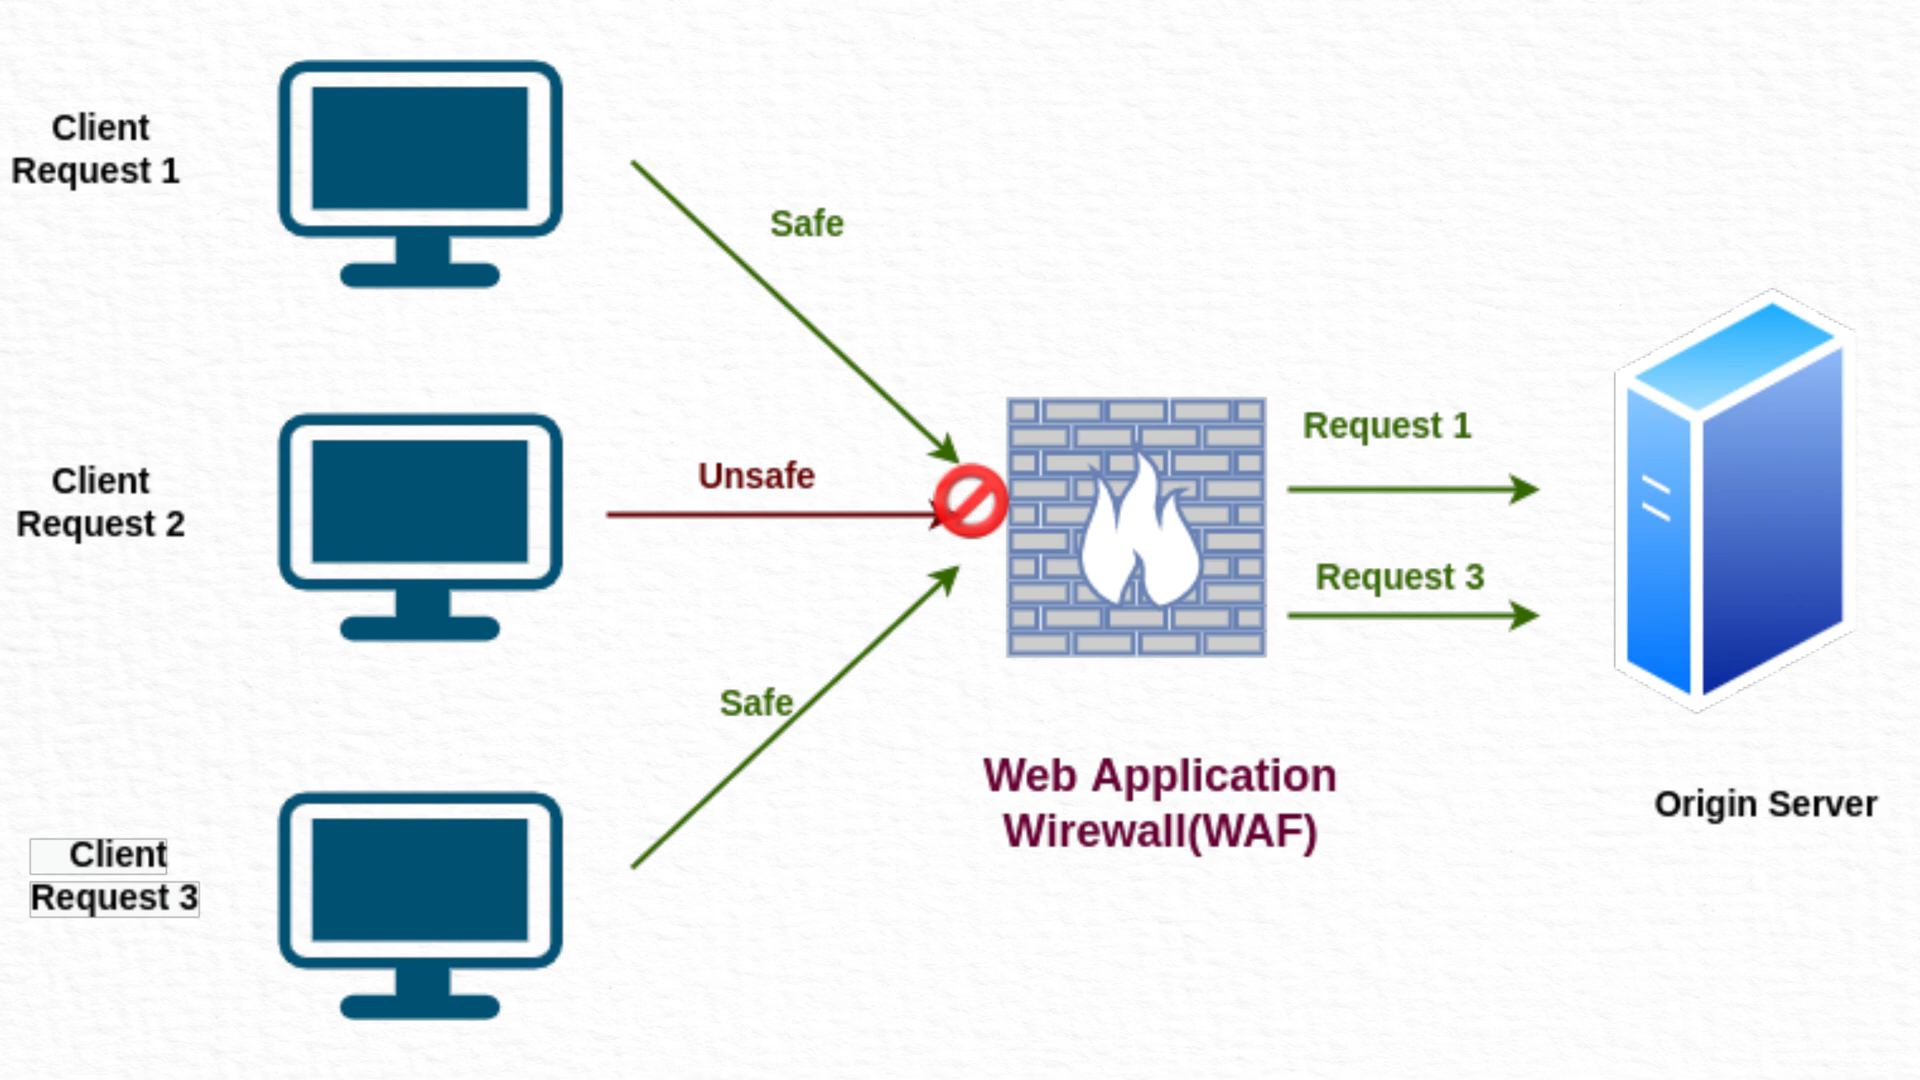 Client
Request 1
Safe
Client
Request 2
Unsafe
Request 1
Request 3
Safe
Client
Request 3
Web Application
Wirewall(WAF)
Origin Server